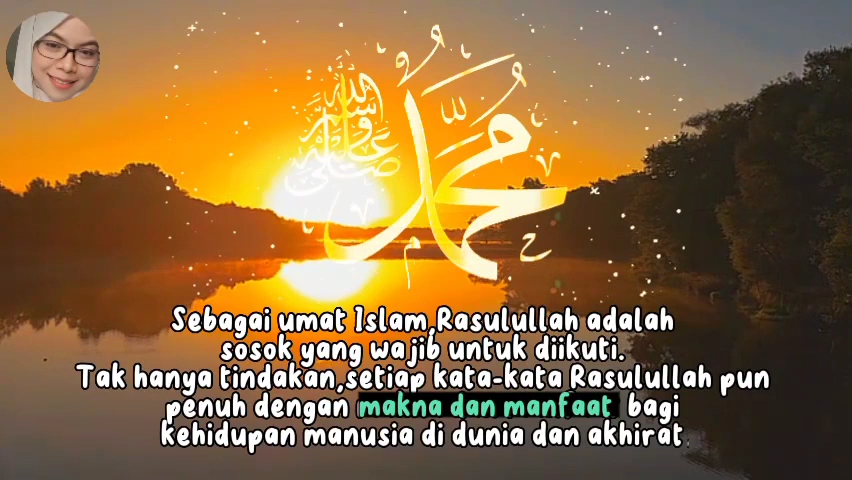 محمد
صلى الله عليه وسلم
Sebagai umat Islam,Rasulullah adalah
sosok yang wajib untuk diikuti.
Tak hanya tindakan,setiap kata-kata Rasulullah pun
penuh dengan makna dan manfaat bagi
kehidupan manusia di dunia dan akhirat.